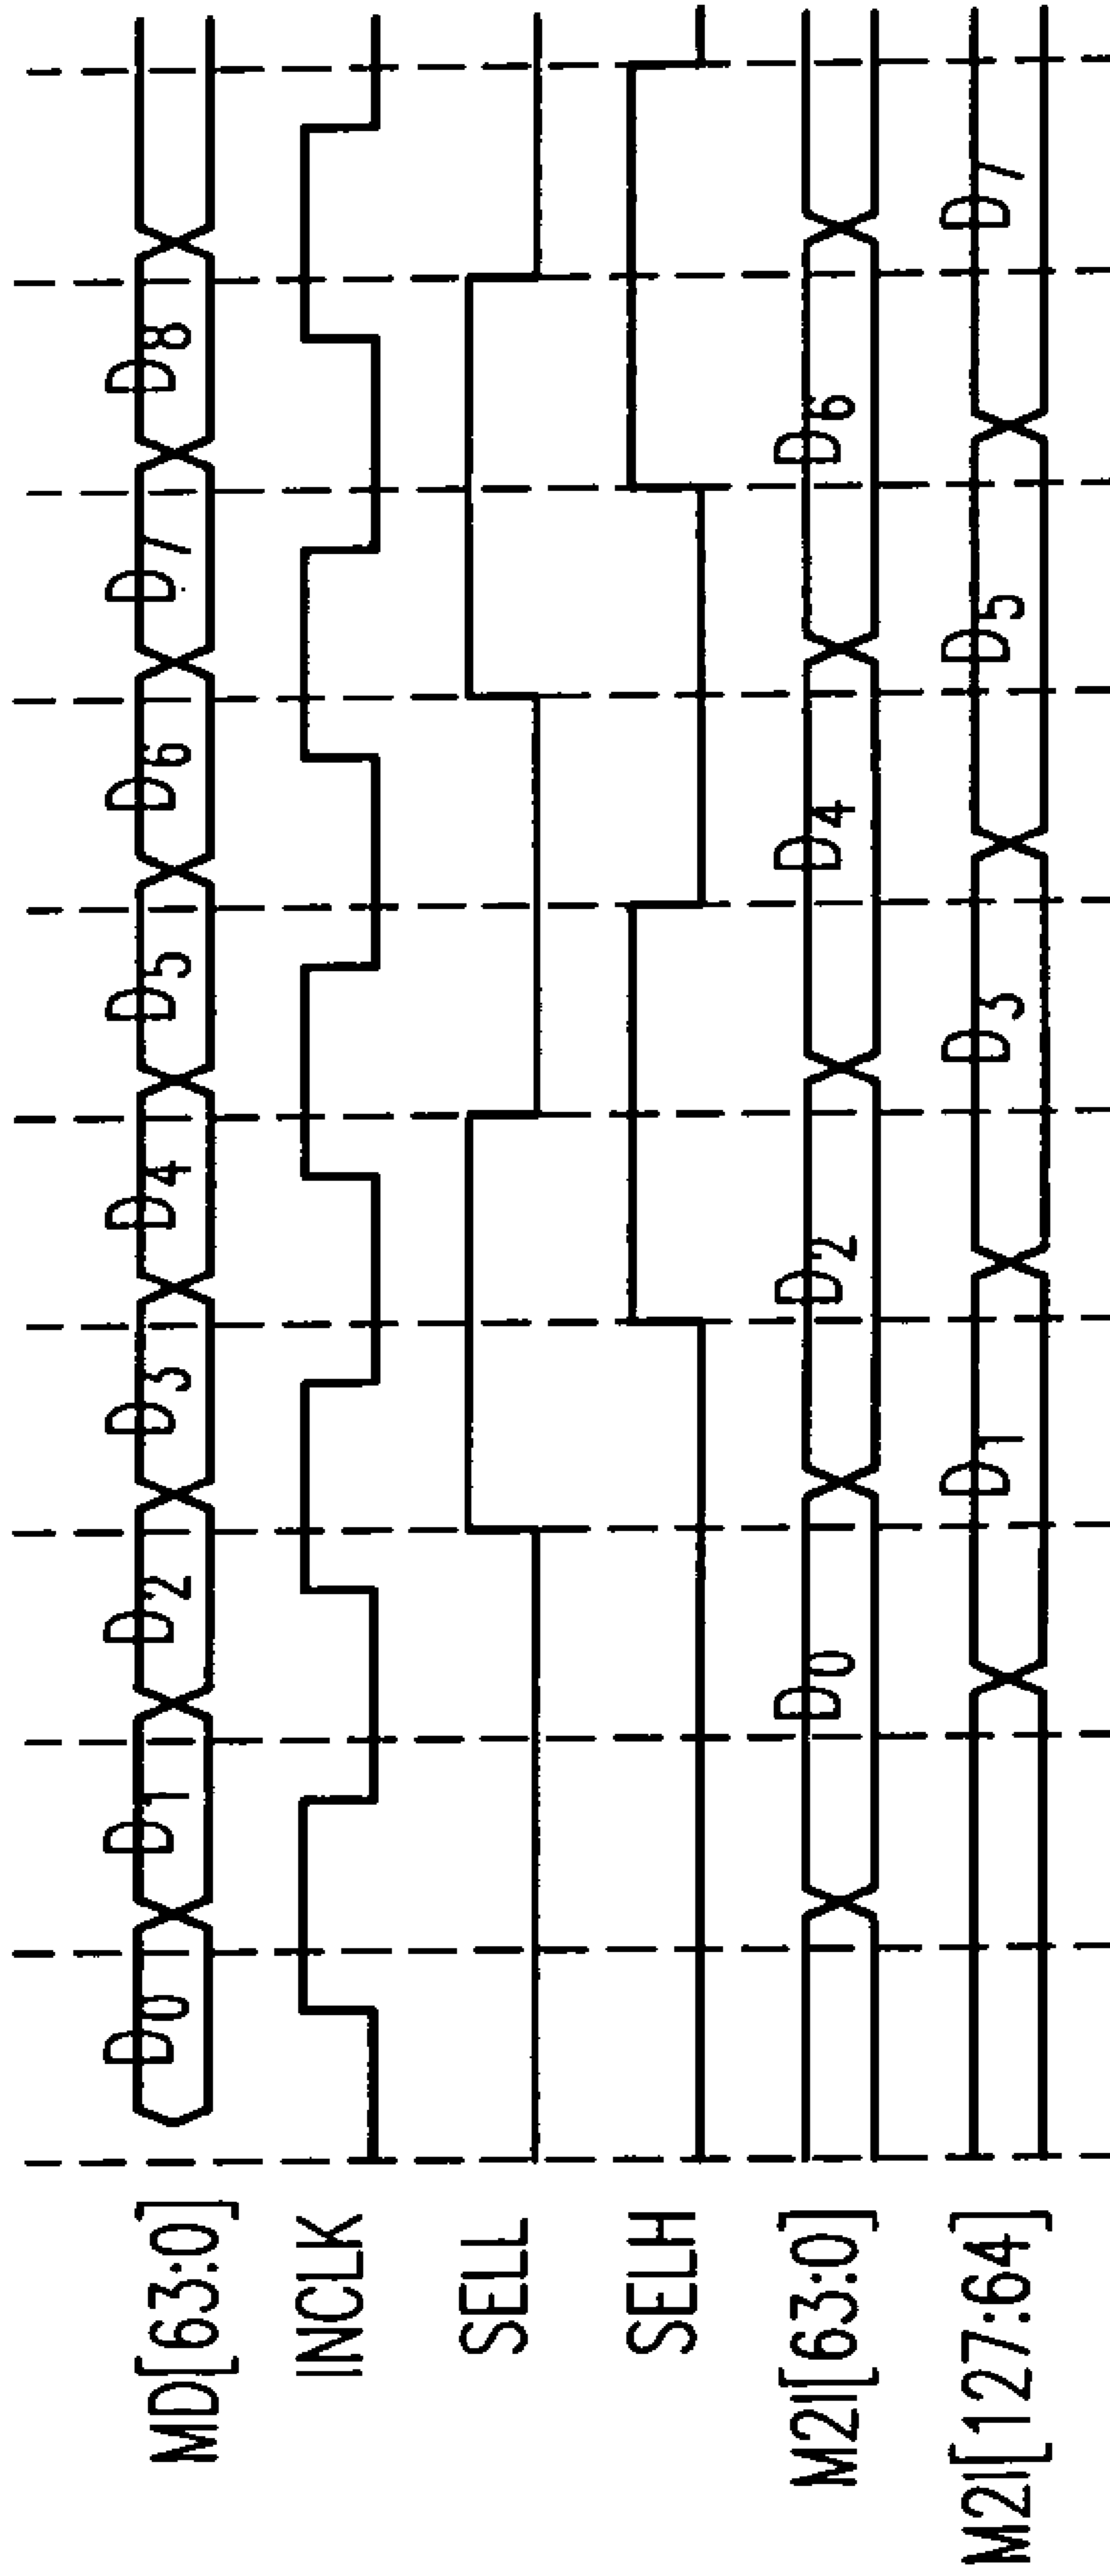 MD[63:0] D0 D1 D2 D3 D4 D5 D6 D7 D8
INCLK
SELL
SELH
M2I[63:0] D0 D2 D4 D6
M2I[127:64] D1 D3 D5 D7